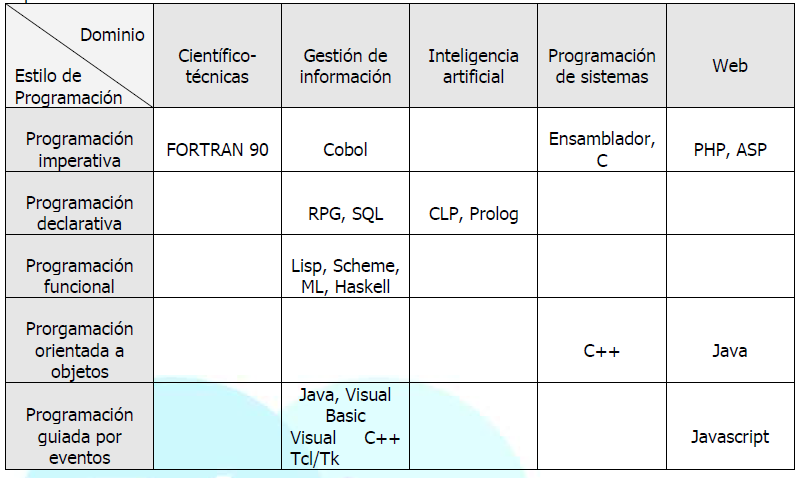 Dominio
Estilo de
Programación
Científico-
técnicas
Gestión de
información
Inteligencia
artificial
Programación
de sistemas
Web
Programación
imperativa
FORTRAN 90
Cobol
Ensamblador,
C
PHP, ASP
Programación
declarativa
RPG, SQL
CLP, Prolog
Programación
funcional
Lisp, Scheme,
ML, Haskell
Prorgamación
orientada a
objetos
C++
Java
Programación
guiada por
eventos
Java, Visual
Basic
Visual C++
Tcl/Tk
Javascript